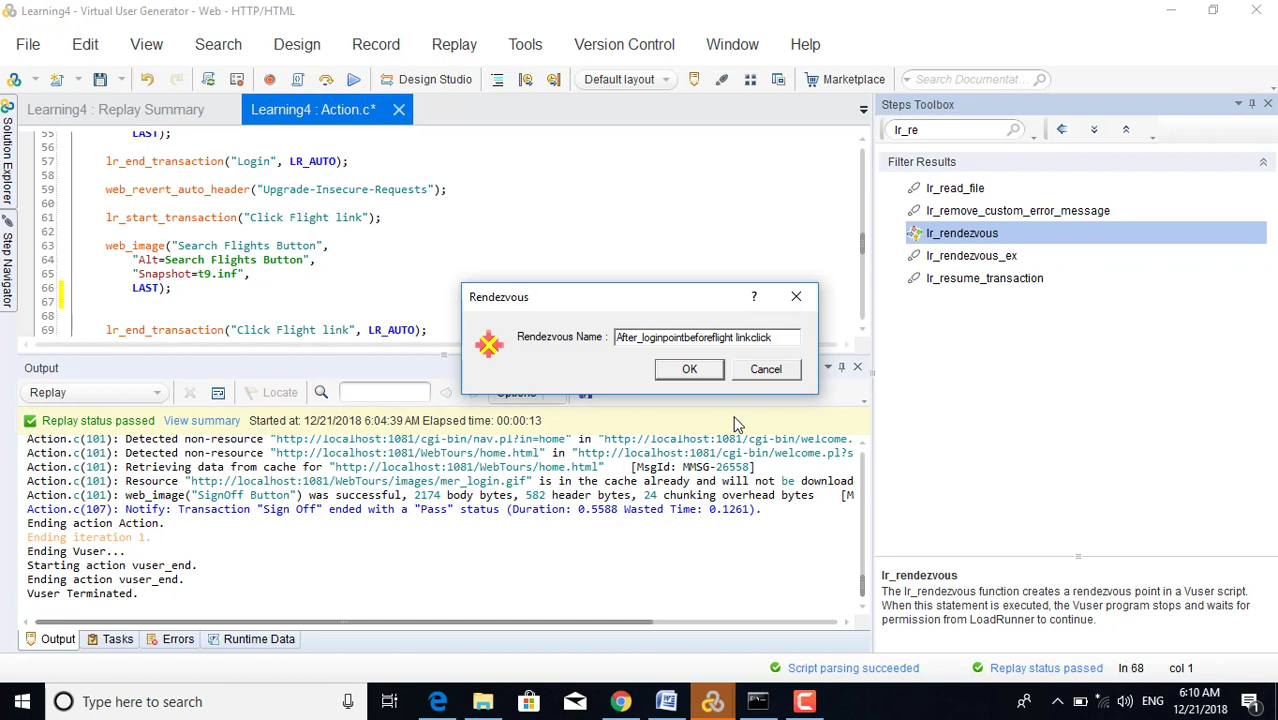 Learning4 - Virtual User Generator - Web - HTTP/HTML
File Edit View Search Design Record Replay Tools Version Control Window Help
Design Studio Default layout Marketplace Search Documentat...
Learning4 : Replay Summary Learning4 : Action.c*
Solution Explorer
Step Navigator
55 LAST);
56
57 lr_end_transaction("Login", LR_AUTO);
58
59 web_revert_auto_header("Upgrade-Insecure-Requests");
60
61 lr_start_transaction("Click Flight link");
62
63 web_image("Search Flights Button",
64 "Alt=Search Flights Button",
65 "Snapshot=t9.inf",
66 LAST);
67
68
69 lr_end_transaction("Click Flight link", LR_AUTO);
Rendezvous
?
Rendezvous Name : After_loginpointbeforeflight linkclick
OK Cancel
Output
Replay Locate Options
Replay status passed View summary Started at: 12/21/2018 6:04:39 AM Elapsed time: 00:00:13
Action.c(101): Detected non-resource "http://localhost:1081/cgi-bin/nav.pl?in=home" in "http://localhost:1081/cgi-bin/welcome.
Action.c(101): Detected non-resource "http://localhost:1081/WebTours/home.html" in "http://localhost:1081/cgi-bin/welcome.pl?s
Action.c(101): Retrieving data from cache for "http://localhost:1081/WebTours/home.html" [MsgId: MMSG-26558]
Action.c(101): Resource "http://localhost:1081/WebTours/images/mer_login.gif" is in the cache already and will not be download
Action.c(101): web_image("SignOff Button") was successful, 2174 body bytes, 582 header bytes, 24 chunking overhead bytes [M
Action.c(107): Notify: Transaction "Sign Off" ended with a "Pass" status (Duration: 0.5588 Wasted Time: 0.1261).
Ending action Action.
Ending iteration 1.
Ending Vuser...
Starting action vuser_end.
Ending action vuser_end.
Vuser Terminated.
Output Tasks Errors Runtime Data
Steps Toolbox
lr_re
Filter Results
lr_read_file
lr_remove_custom_error_message
lr_rendezvous
lr_rendezvous_ex
lr_resume_transaction
lr_rendezvous
The lr_rendezvous function creates a rendezvous point in a Vuser script.
When this statement is executed, the Vuser program stops and waits for
permission from LoadRunner to continue.
Script parsing succeeded Replay status passed ln 68 col 1
Type here to search
ENG
6:10 AM
12/21/2018
1